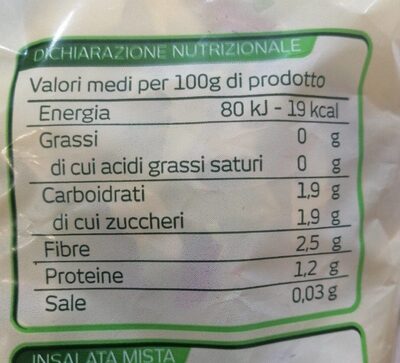 DICHIARAZIONE NUTRIZIONALE
Valori medi per 100g di prodotto
Energia 80 kJ - 19 kcal
Grassi 0 g
di cui acidi grassi saturi 0 g
Carboidrati 1,9 g
di cui zuccheri 1,9 g
Fibre 2,5 g
Proteine 1,2 g
Sale 0,03 g
INSALATA MISTA